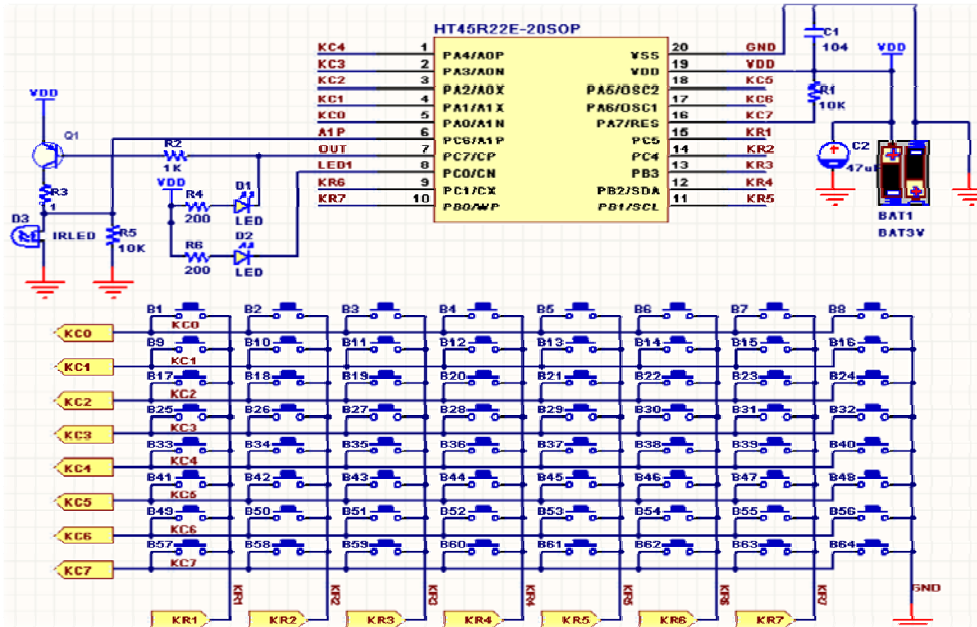 HT45R22E-20SOP
KC4 1 PA4/A0P VSS 20 GND
KC3 2 PA3/A0N VDD 19 VDD
KC2 3 PA2/A0X PA5/OSC2 18 KC5
KC1 4 PA1/A1X PA6/OSC1 17 KC6
KC0 5 PA0/A1N PA7/RES 16 KC7
A1P 6 PC6/A1P PC5 15 KR1
OUT 7 PC7/CP PC4 14 KR2
LED1 8 PC0/CN PB3 13 KR3
KR6 9 PC1/CX PB2/SDA 12 KR4
KR7 10 PB0/WP PB1/SCL 11 KR5
C1
104
VDD
R1
10K
C2
47uF
BAT1
BAT3V
VDD
Q1
R2
1K
VDD
R3
1
R4
200
D1
LED
D3
IRLED
R5
10K
R6
200
D2
LED
B1 B2 B3 B4 B5 B6 B7 B8
KC0 KC0
B9 B10 B11 B12 B13 B14 B15 B16
KC1 KC1
B17 B18 B19 B20 B21 B22 B23 B24
KC2 KC2
B25 B26 B27 B28 B29 B30 B31 B32
KC3 KC3
B33 B34 B35 B36 B37 B38 B39 B40
KC4 KC4
B41 B42 B43 B44 B45 B46 B47 B48
KC5 KC5
B49 B50 B51 B52 B53 B54 B55 B56
KC6 KC6
B57 B58 B59 B60 B61 B62 B63 B64
KC7 KC7
KR1 KR2 KR3 KR4 KR5 KR6 KR7 GND
KR1 KR2 KR3 KR4 KR5 KR6 KR7